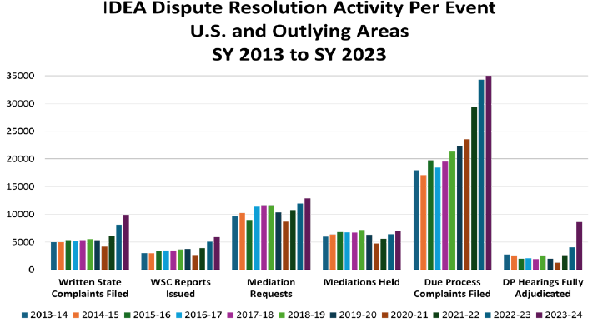 IDEA Dispute Resolution Activity Per Event
U.S. and Outlying Areas
SY 2013 to SY 2023
35000
30000
25000
20000
15000
10000
5000
0
Written State Complaints Filed
WSC Reports Issued
Mediation Requests
Mediations Held
Due Process Complaints Filed
DP Hearings Fully Adjudicated
2013-14 2014-15 2015-16 2016-17 2017-18 2018-19 2019-20 2020-21 2021-22 2022-23 2023-24